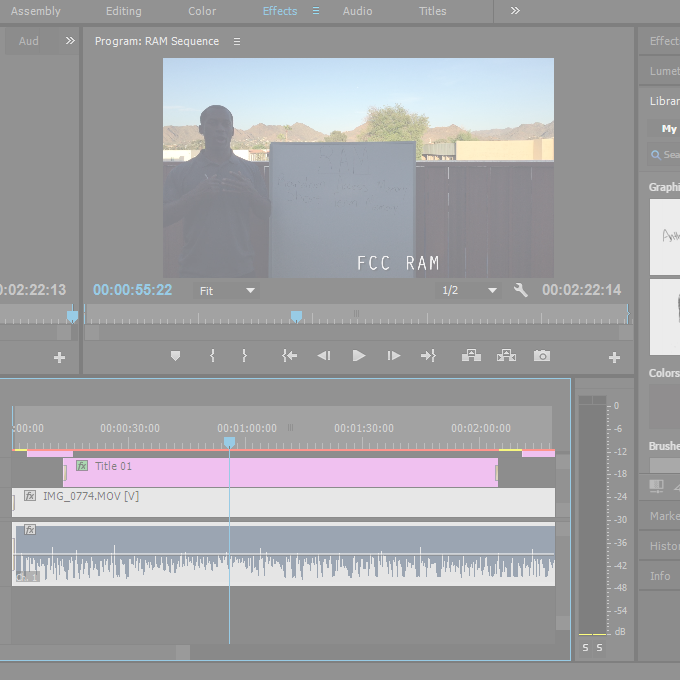 Assembly Editing Color Effects Audio Titles
Aud Program: RAM Sequence
Effect
Lumet
Librar
My
Sea
Graphi
FCC RAM
0:02:22:13 00:00:55:22 Fit 1/2 00:02:22:14
Colors
:00:00 00:00:30:00 00:01:00:00 00:01:30:00 00:02:00:00
fx Title 01
fx IMG_0774.MOV [V]
fx
Ch. 1
0
-6
-12
-18
-24
-30
-36
-42
-48
-54
dB
S S
Brushe
Marke
Histor
Info